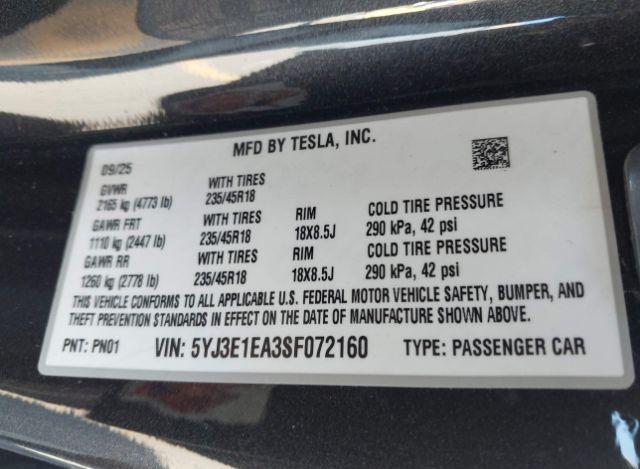 MFD BY TESLA, INC.
09/25
GVWR WITH TIRES
2165 kg (4773 lb) 235/45R18
GAWR FRT WITH TIRES RIM COLD TIRE PRESSURE
1110 kg (2447 lb) 235/45R18 18X8.5J 290 kPa, 42 psi
GAWR RR WITH TIRES RIM COLD TIRE PRESSURE
1260 kg (2778 lb) 235/45R18 18X8.5J 290 kPa, 42 psi
THIS VEHICLE CONFORMS TO ALL APPLICABLE U.S. FEDERAL MOTOR VEHICLE SAFETY, BUMPER, AND
THEFT PREVENTION STANDARDS IN EFFECT ON THE DATE OF MANUFACTURE SHOWN ABOVE.
PNT: PN01 VIN: 5YJ3E1EA3SF072160 TYPE: PASSENGER CAR